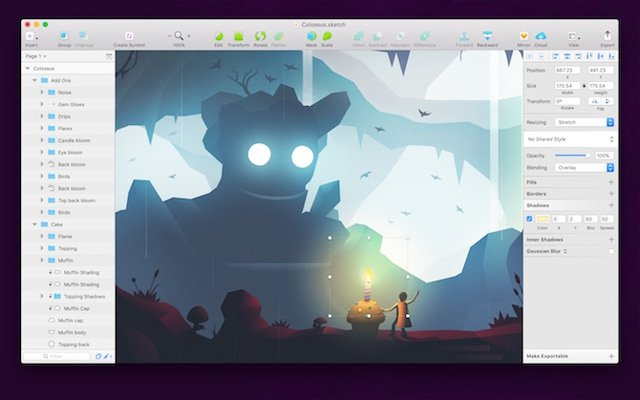 Colossus.sketch
Insert
Group
Ungroup
Create Symbol
100%
Edit
Transform
Rotate
Flatten
Mask
Scale
Union
Subtract
Intersect
Difference
Forward
Backward
Mirror
Cloud
View
Export
Page 1
Colossus
Add Ons
Noise
Gem Glows
Drips
Flares
Candle bloom
Eye bloom
Back bloom
Birds
Back bloom
Top back bloom
Birds
Cake
Flame
Topping
Muffin
Muffin Shading
Muffin Shading
Topping Shadows
Muffin Cap
Muffin cap
Muffin body
Topping back
Filter
Position
667.23
491.23
X
Y
Size
175.54
175.54
Width
Height
Transform
0°
Rotate
Flip
Resizing
Stretch
No Shared Style
Opacity
100%
Blending
Overlay
Fills
Borders
Shadows
0
2
60
50
Color
X
Y
Blur
Spread
Inner Shadows
Gaussian Blur
Make Exportable